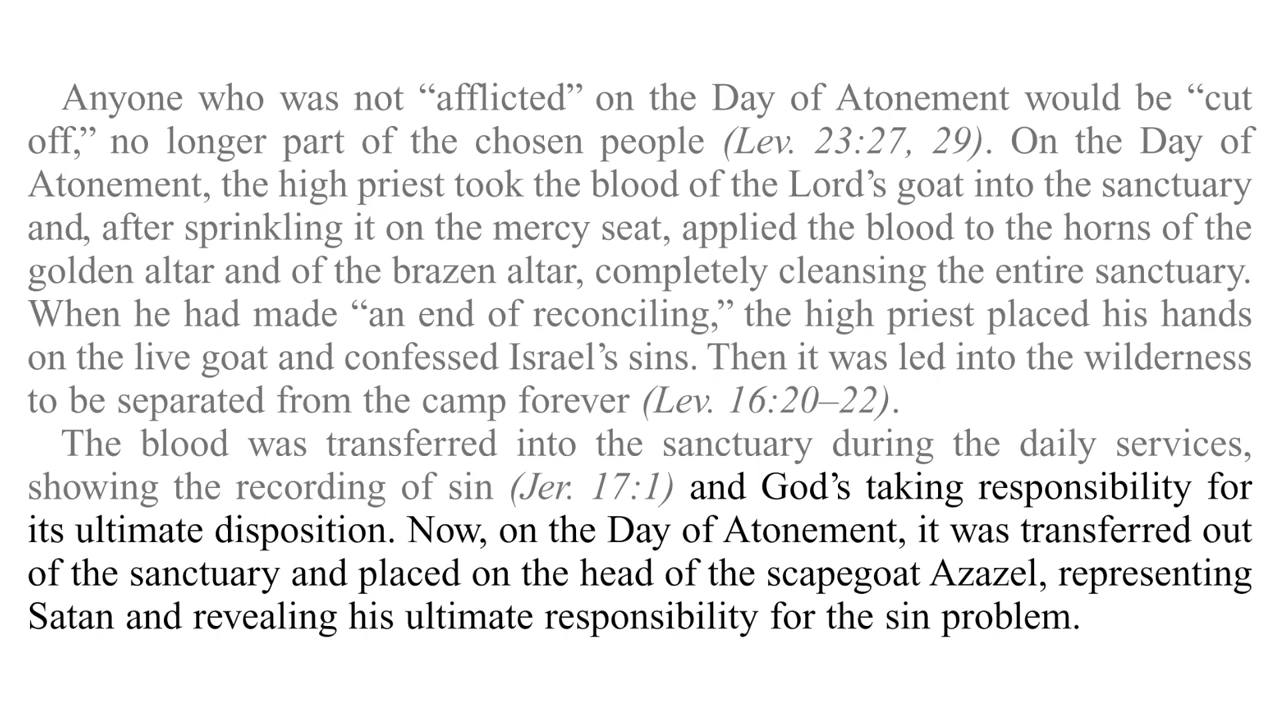 Anyone who was not “afflicted” on the Day of Atonement would be “cut
off,” no longer part of the chosen people (Lev. 23:27, 29). On the Day of
Atonement, the high priest took the blood of the Lord’s goat into the sanctuary
and, after sprinkling it on the mercy seat, applied the blood to the horns of the
golden altar and of the brazen altar, completely cleansing the entire sanctuary.
When he had made “an end of reconciling,” the high priest placed his hands
on the live goat and confessed Israel’s sins. Then it was led into the wilderness
to be separated from the camp forever (Lev. 16:20–22).
The blood was transferred into the sanctuary during the daily services,
showing the recording of sin (Jer. 17:1) and God’s taking responsibility for
its ultimate disposition. Now, on the Day of Atonement, it was transferred out
of the sanctuary and placed on the head of the scapegoat Azazel, representing
Satan and revealing his ultimate responsibility for the sin problem.